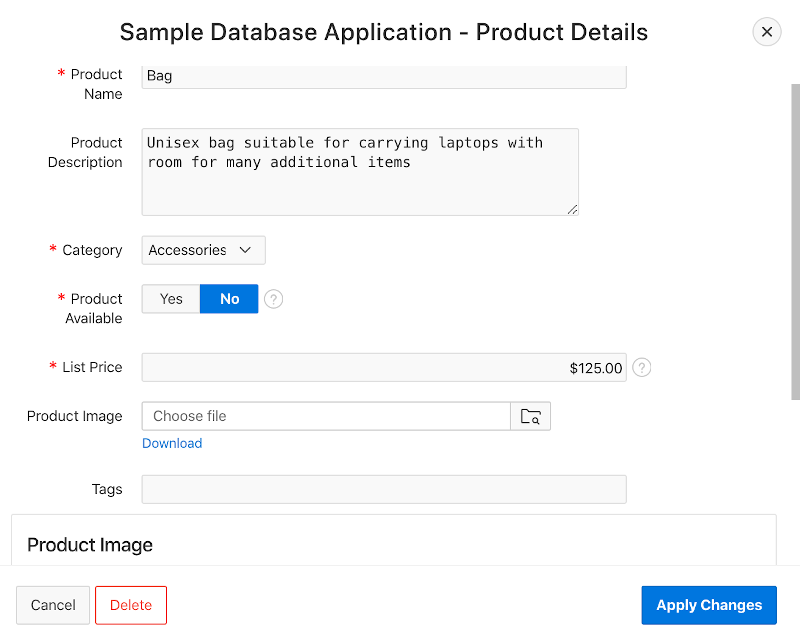 Sample Database Application - Product Details
* Product Name
Bag
Product Description
Unisex bag suitable for carrying laptops with
room for many additional items
* Category
Accessories
* Product Available
Yes No ?
* List Price
$125.00 ?
Product Image
Choose file
Download
Tags
Product Image
Cancel Delete Apply Changes